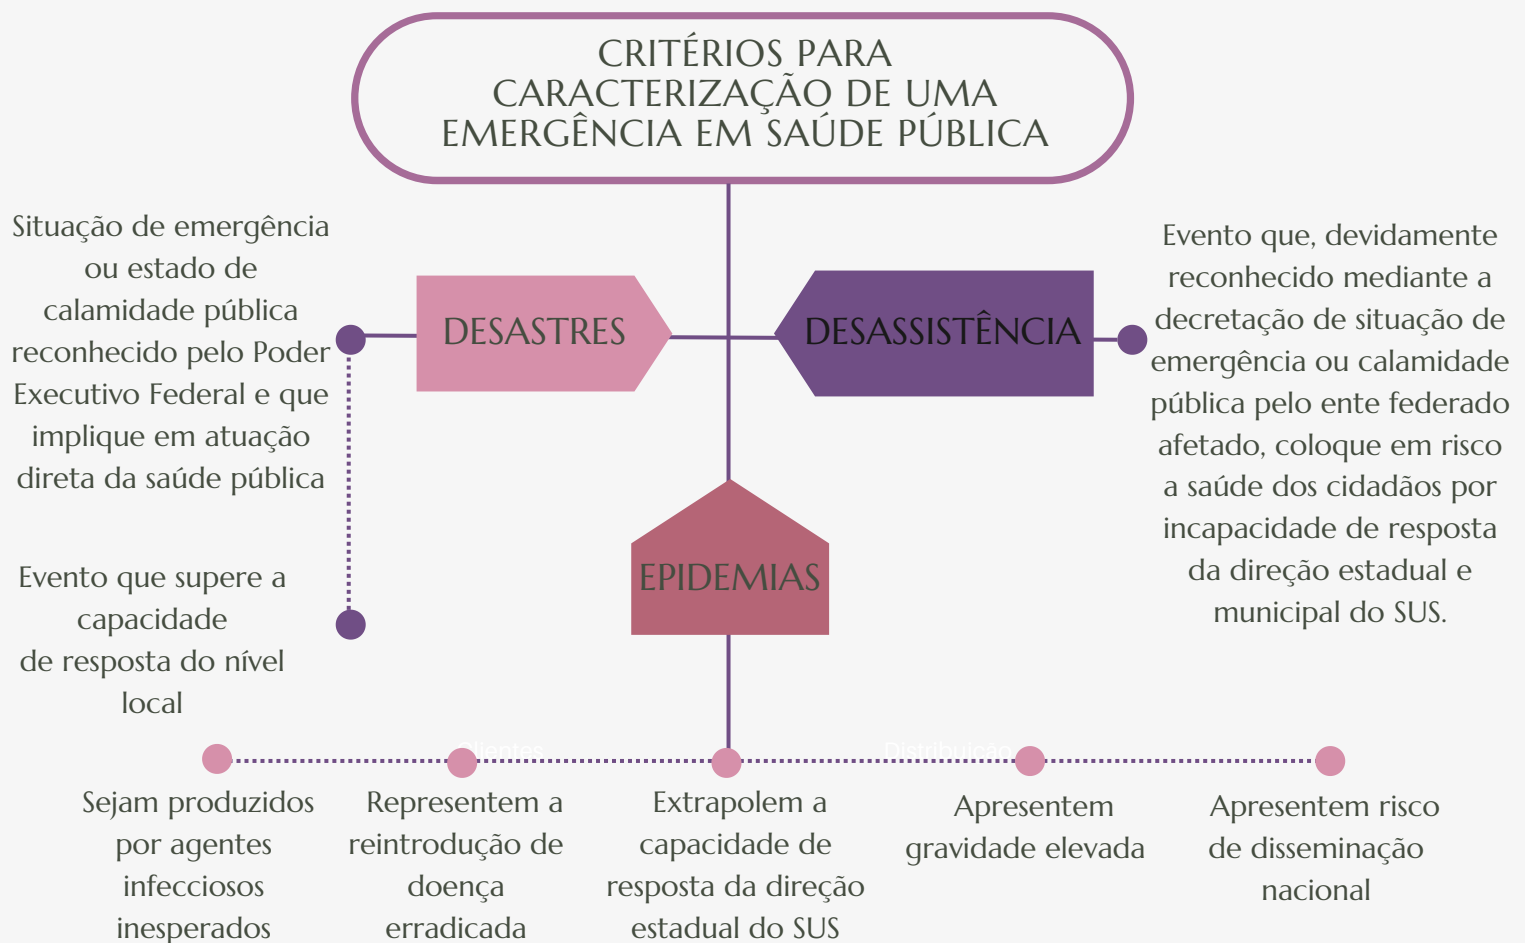 CRITÉRIOS PARA
CARACTERIZAÇÃO DE UMA
EMERGÊNCIA EM SAÚDE PÚBLICA
Situação de emergência
ou estado de
calamidade pública
reconhecido pelo Poder
Executivo Federal e que
implique em atuação
direta da saúde pública
Evento que supere a
capacidade
de resposta do nível
local
DESASTRES
DESASSISTÊNCIA
Evento que, devidamente
reconhecido mediante a
decretação de situação de
emergência ou calamidade
pública pelo ente federado
afetado, coloque em risco
a saúde dos cidadãos por
incapacidade de resposta
da direção estadual e
municipal do SUS.
EPIDEMIAS
Clientes
Distribuição
Sejam produzidos
por agentes
infecciosos
inesperados
Representem a
reintrodução de
doença
erradicada
Extrapolem a
capacidade de
resposta da direção
estadual do SUS
Apresentem
gravidade elevada
Apresentem risco
de disseminação
nacional